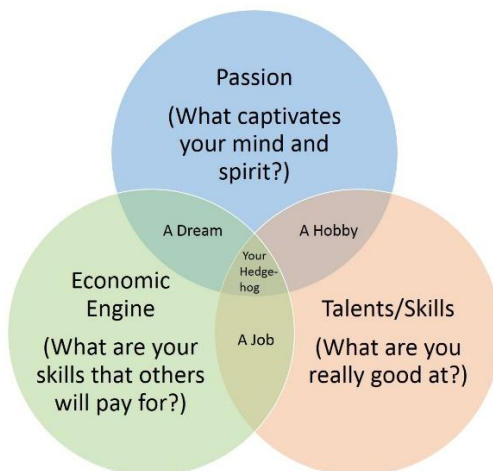 Passion
(What captivates
your mind and
spirit?)
A Dream
A Hobby
Your
Hedge-
hog
Economic
Engine
(What are your
skills that others
will pay for?)
A Job
Talents/Skills
(What are you
really good at?)